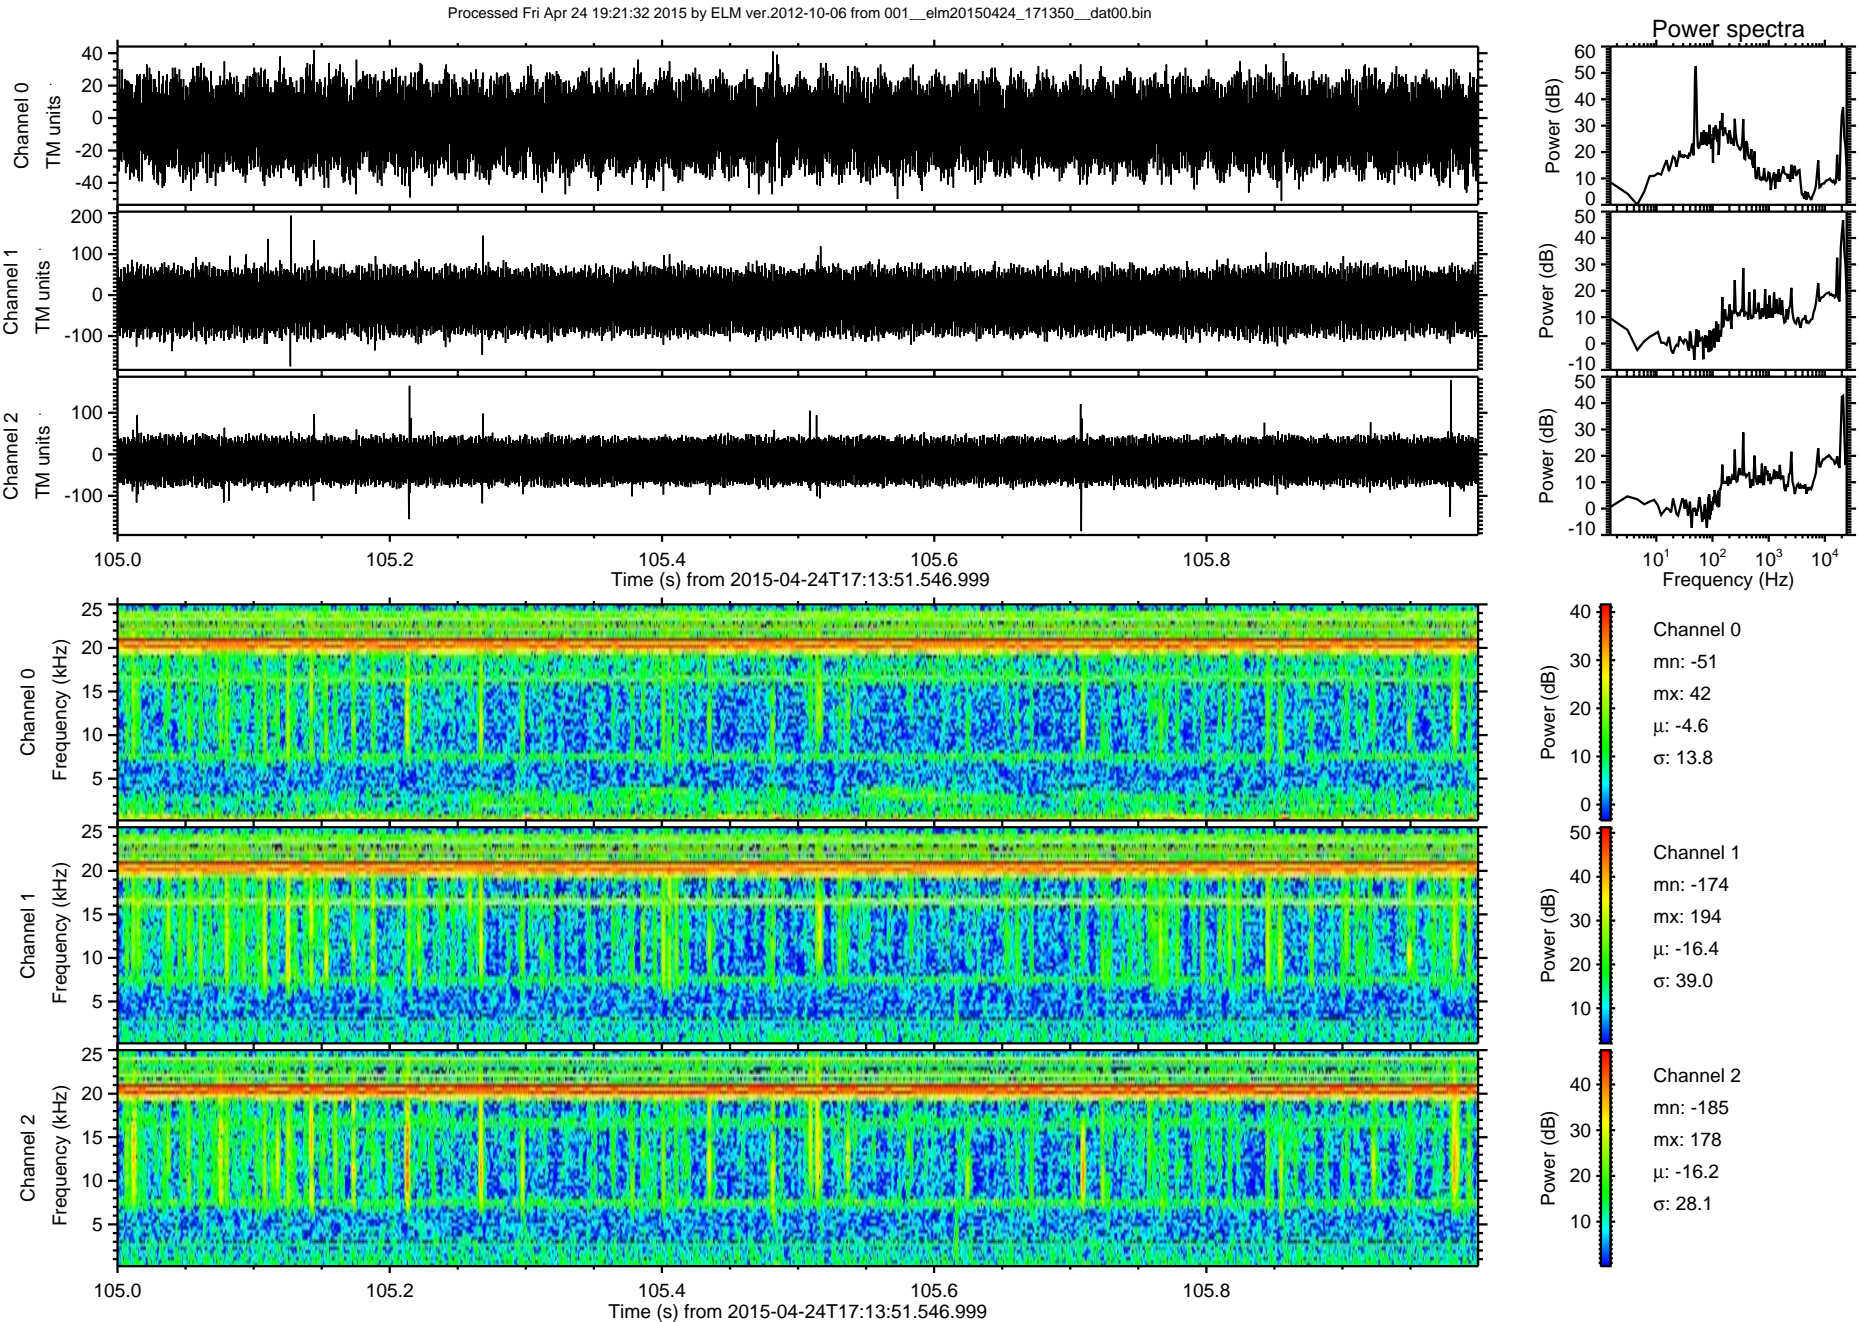 Processed Fri Apr 24 19:21:32 2015 by ELM ver.2012-10-06 from 001__elm20150424_171350__dat00.bin
Power spectra
Channel 0
TM units
40
20
0
-20
-40
Power (dB)
60
50
40
30
20
10
0
Channel 1
TM units
200
100
0
-100
Power (dB)
50
40
30
20
10
0
-10
Channel 2
TM units
100
0
-100
Power (dB)
50
40
30
20
10
0
-10
105.0 105.2 105.4 105.6 105.8
Time (s) from 2015-04-24T17:13:51.546.999
10¹ 10² 10³ 10⁴
Frequency (Hz)
Channel 0
Frequency (kHz)
25
20
15
10
5
Power (dB)
40
30
20
10
0
Channel 0
mn: -51
mx: 42
μ: -4.6
σ: 13.8
Channel 1
Frequency (kHz)
25
20
15
10
5
Power (dB)
50
40
30
20
10
Channel 1
mn: -174
mx: 194
μ: -16.4
σ: 39.0
Channel 2
Frequency (kHz)
25
20
15
10
5
Power (dB)
40
30
20
10
Channel 2
mn: -185
mx: 178
μ: -16.2
σ: 28.1
105.0 105.2 105.4 105.6 105.8
Time (s) from 2015-04-24T17:13:51.546.999